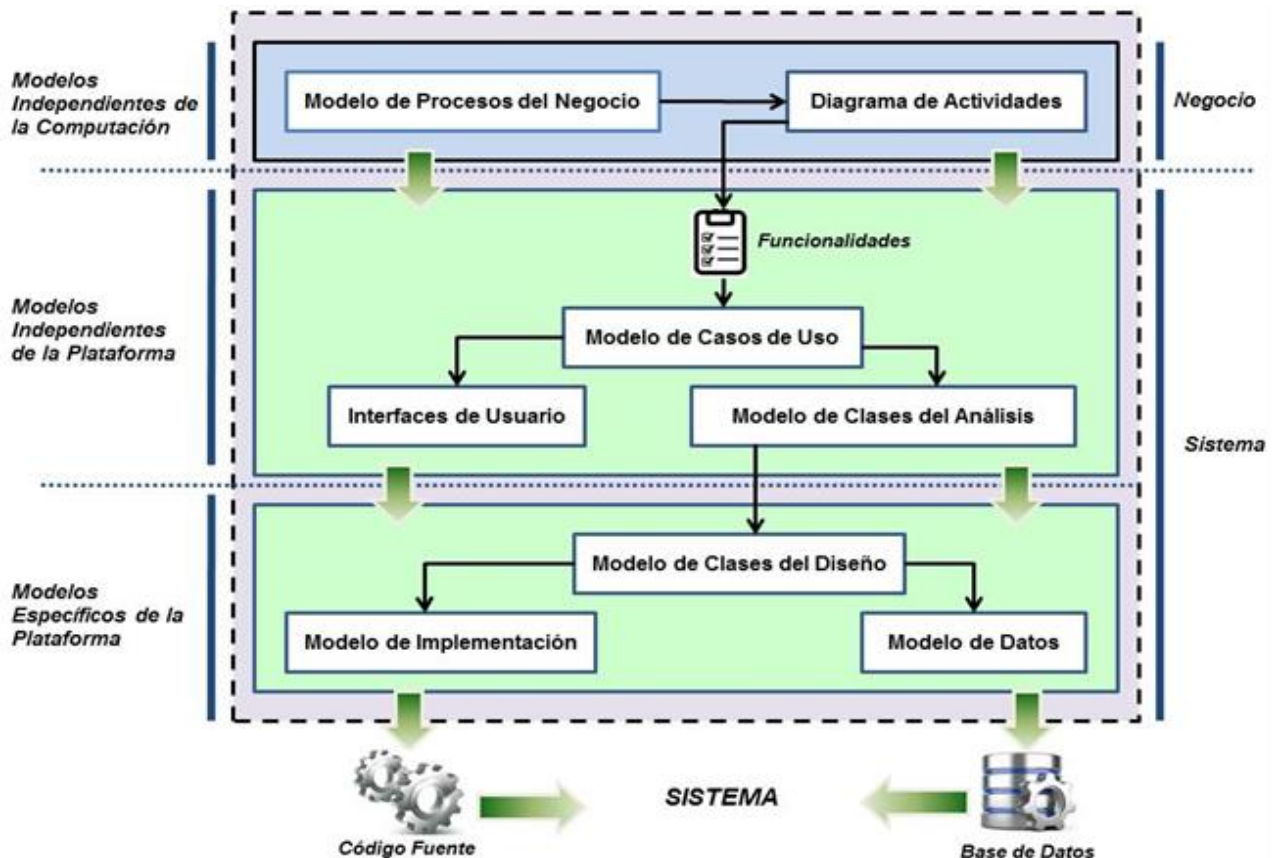 Modelos
Independientes de
la Computación
Modelo de Procesos del Negocio
Diagrama de Actividades
Negocio
Funcionalidades
Modelos
Independientes
de la Plataforma
Modelo de Casos de Uso
Interfaces de Usuario
Modelo de Clases del Análisis
Sistema
Modelo de Clases del Diseño
Modelos
Específicos de la
Plataforma
Modelo de Implementación
Modelo de Datos
SISTEMA
Código Fuente
Base de Datos